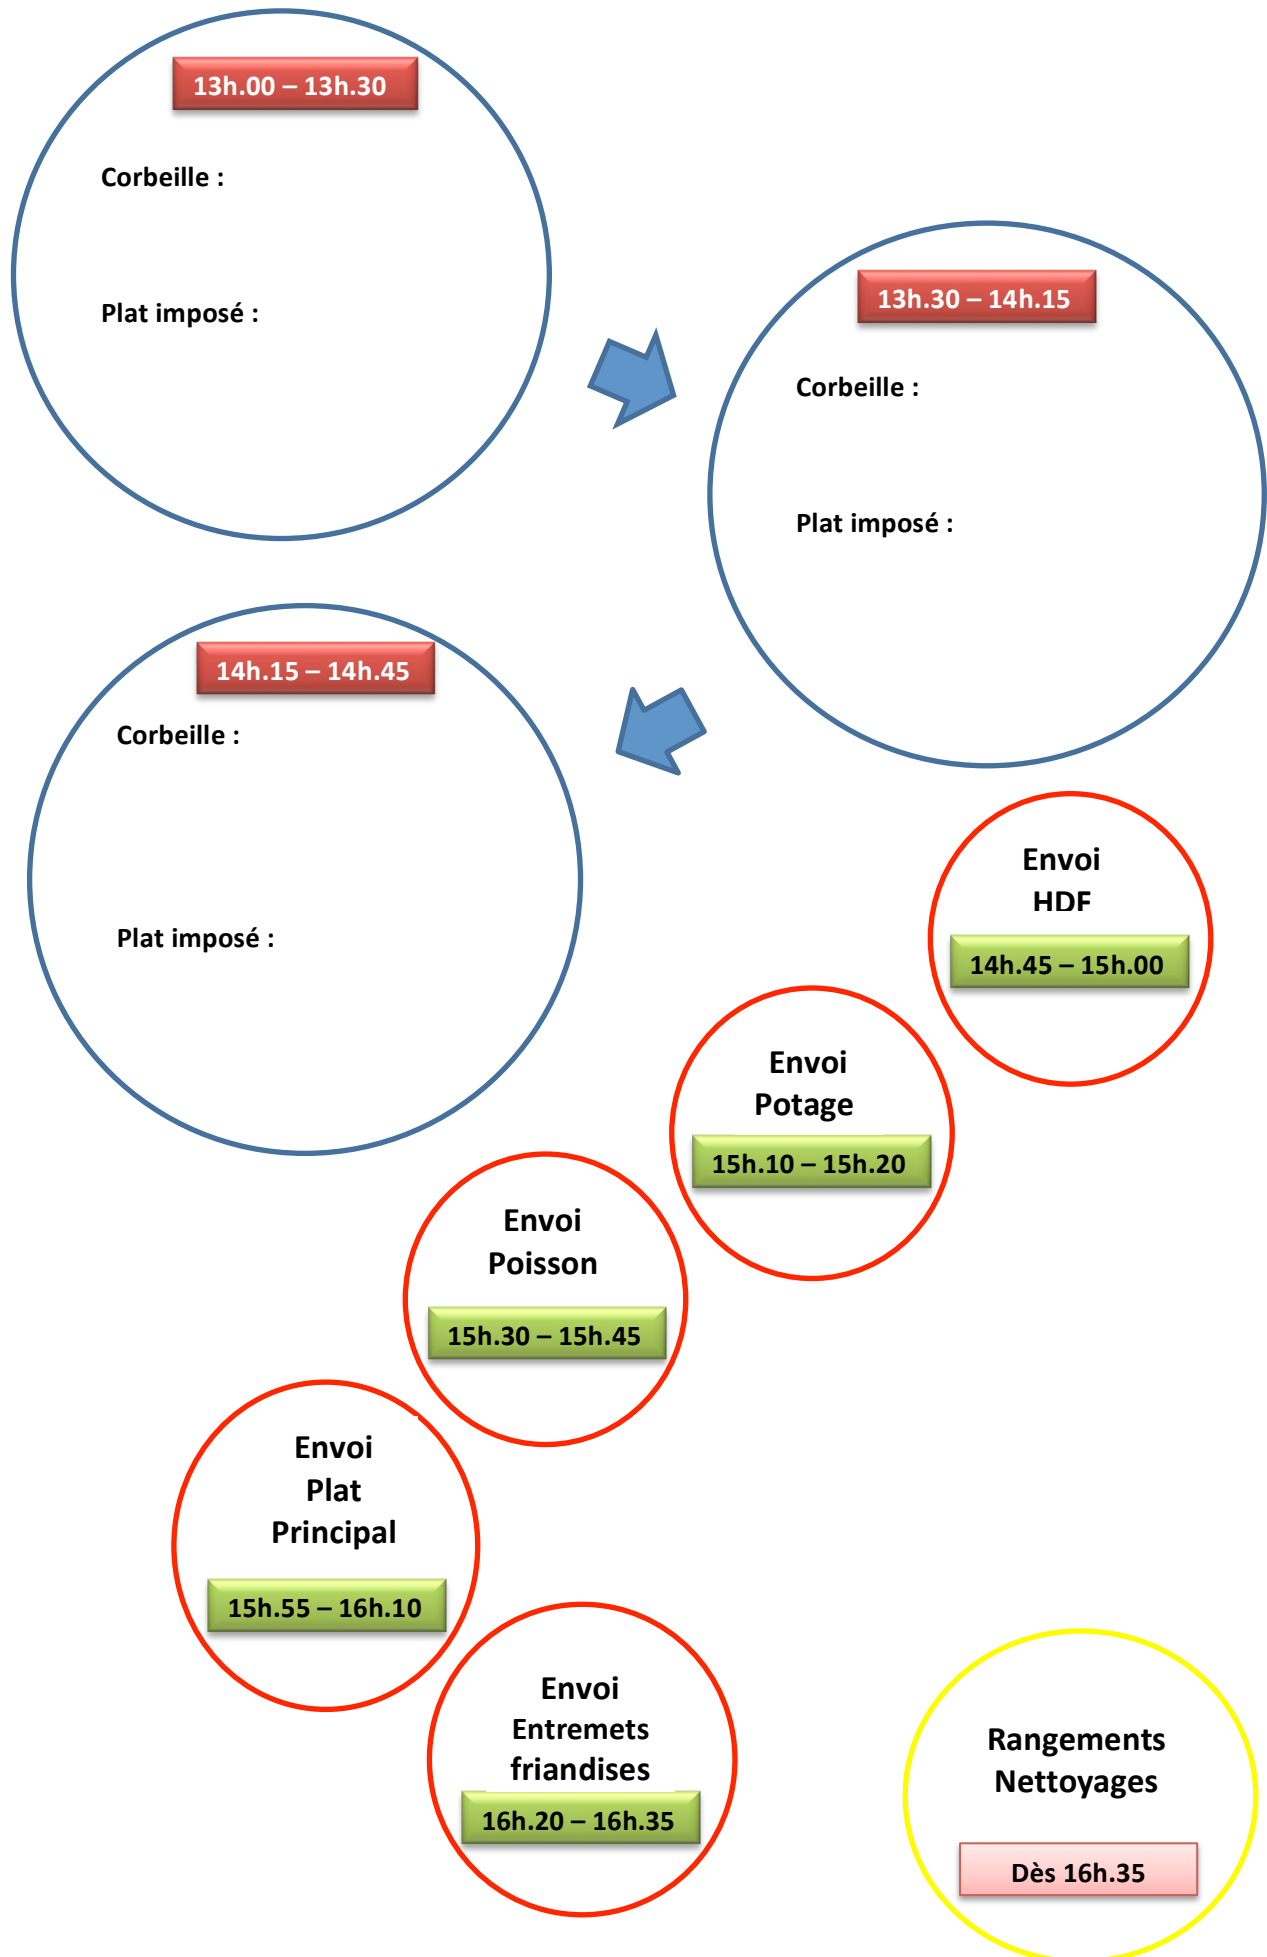 13h.00 – 13h.30
Corbeille :
Plat imposé :
13h.30 – 14h.15
Corbeille :
Plat imposé :
14h.15 – 14h.45
Corbeille :
Plat imposé :
Envoi
HDF
14h.45 – 15h.00
Envoi
Potage
15h.10 – 15h.20
Envoi
Poisson
15h.30 – 15h.45
Envoi
Plat
Principal
15h.55 – 16h.10
Envoi
Entremets
friandises
16h.20 – 16h.35
Rangements
Nettoyages
Dès 16h.35